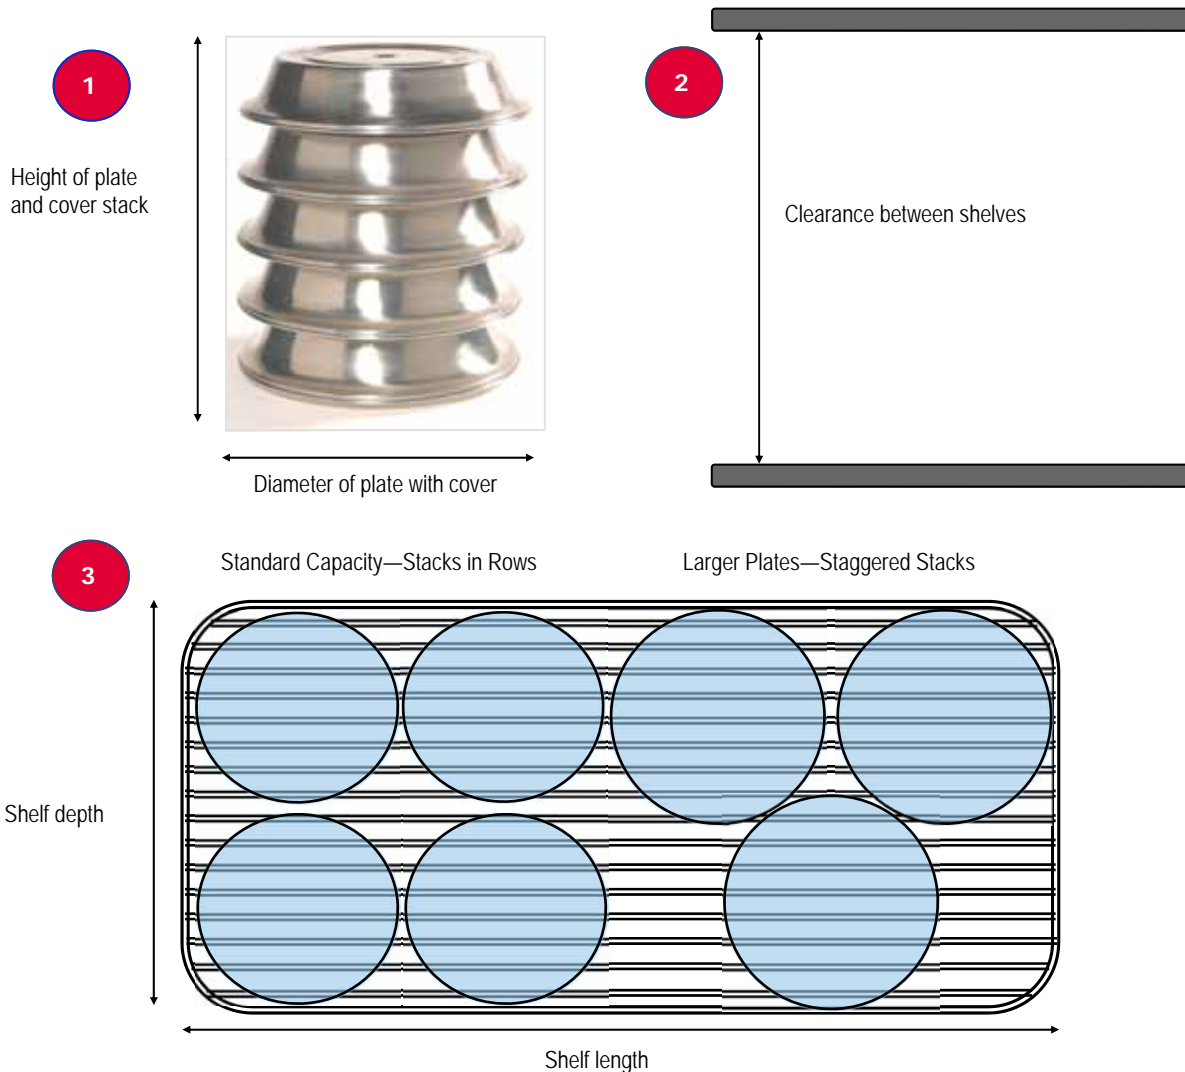 1
Height of plate
and cover stack
Diameter of plate with cover
2
Clearance between shelves
3
Standard Capacity—Stacks in Rows
Larger Plates—Staggered Stacks
Shelf depth
Shelf length